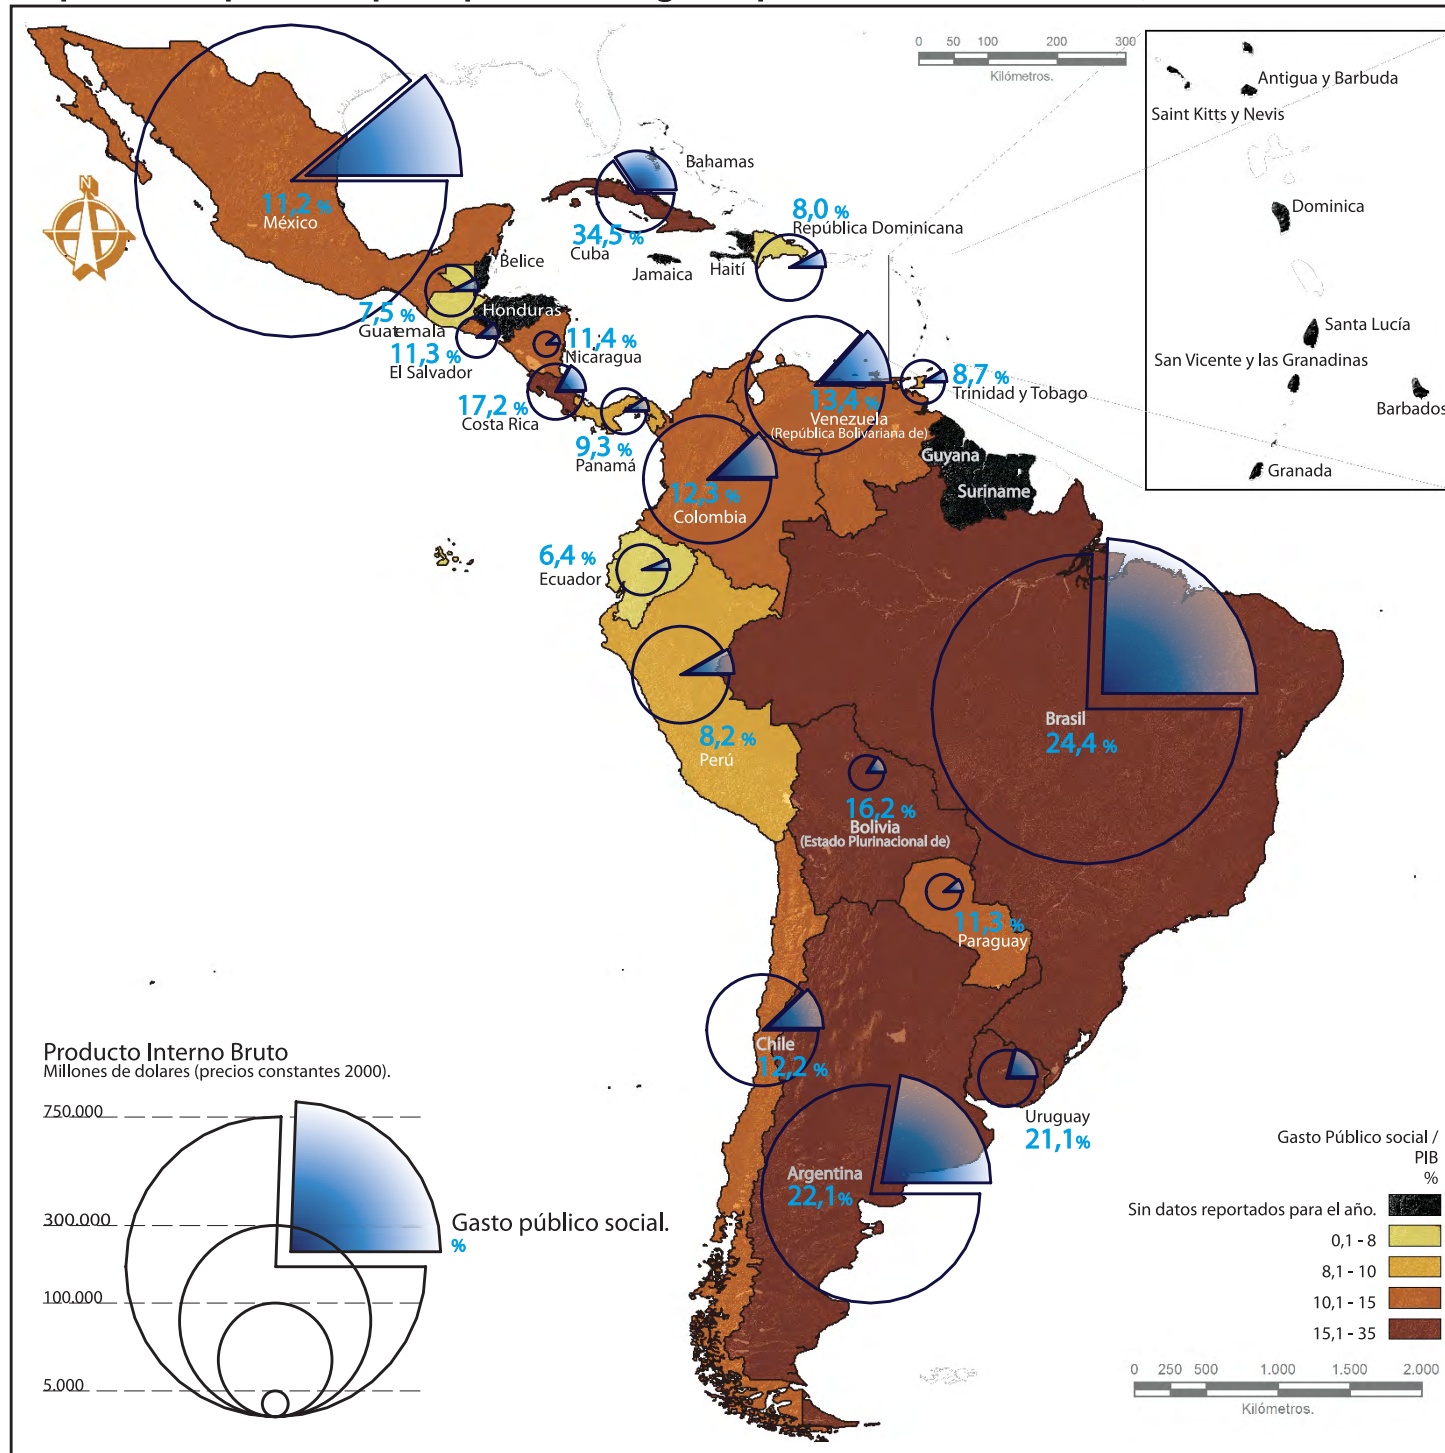 0 50 100 200 300
Kilómetros.
Antigua y Barbuda
Saint Kitts y Nevis
Dominica
Santa Lucía
San Vicente y las Granadinas
Barbados
Granada
N
11,2 %
México
Bahamas
34,5 %
Cuba
8,0 %
República Dominicana
Jamaica
Haití
Belice
7,5 %
Guatemala
Honduras
11,3 %
El Salvador
11,4 %
Nicaragua
17,2 %
Costa Rica
9,3 %
Panamá
13,4 %
Venezuela
(República Bolivariana de)
8,7 %
Trinidad y Tobago
12,3 %
Colombia
Guyana
Suriname
6,4 %
Ecuador
8,2 %
Perú
Brasil
24,4 %
16,2 %
Bolivia
(Estado Plurinacional de)
11,3 %
Paraguay
Chile
12,2 %
Uruguay
21,1%
Argentina
22,1%
Producto Interno Bruto
Millones de dolares (precios constantes 2000).
750.000
300.000
100.000
5.000
Gasto público social.
%
Gasto Público social /
PIB
%
Sin datos reportados para el año.
0,1 - 8
8,1 - 10
10,1 - 15
15,1 - 35
0 250 500 1.000 1.500 2.000
Kilómetros.